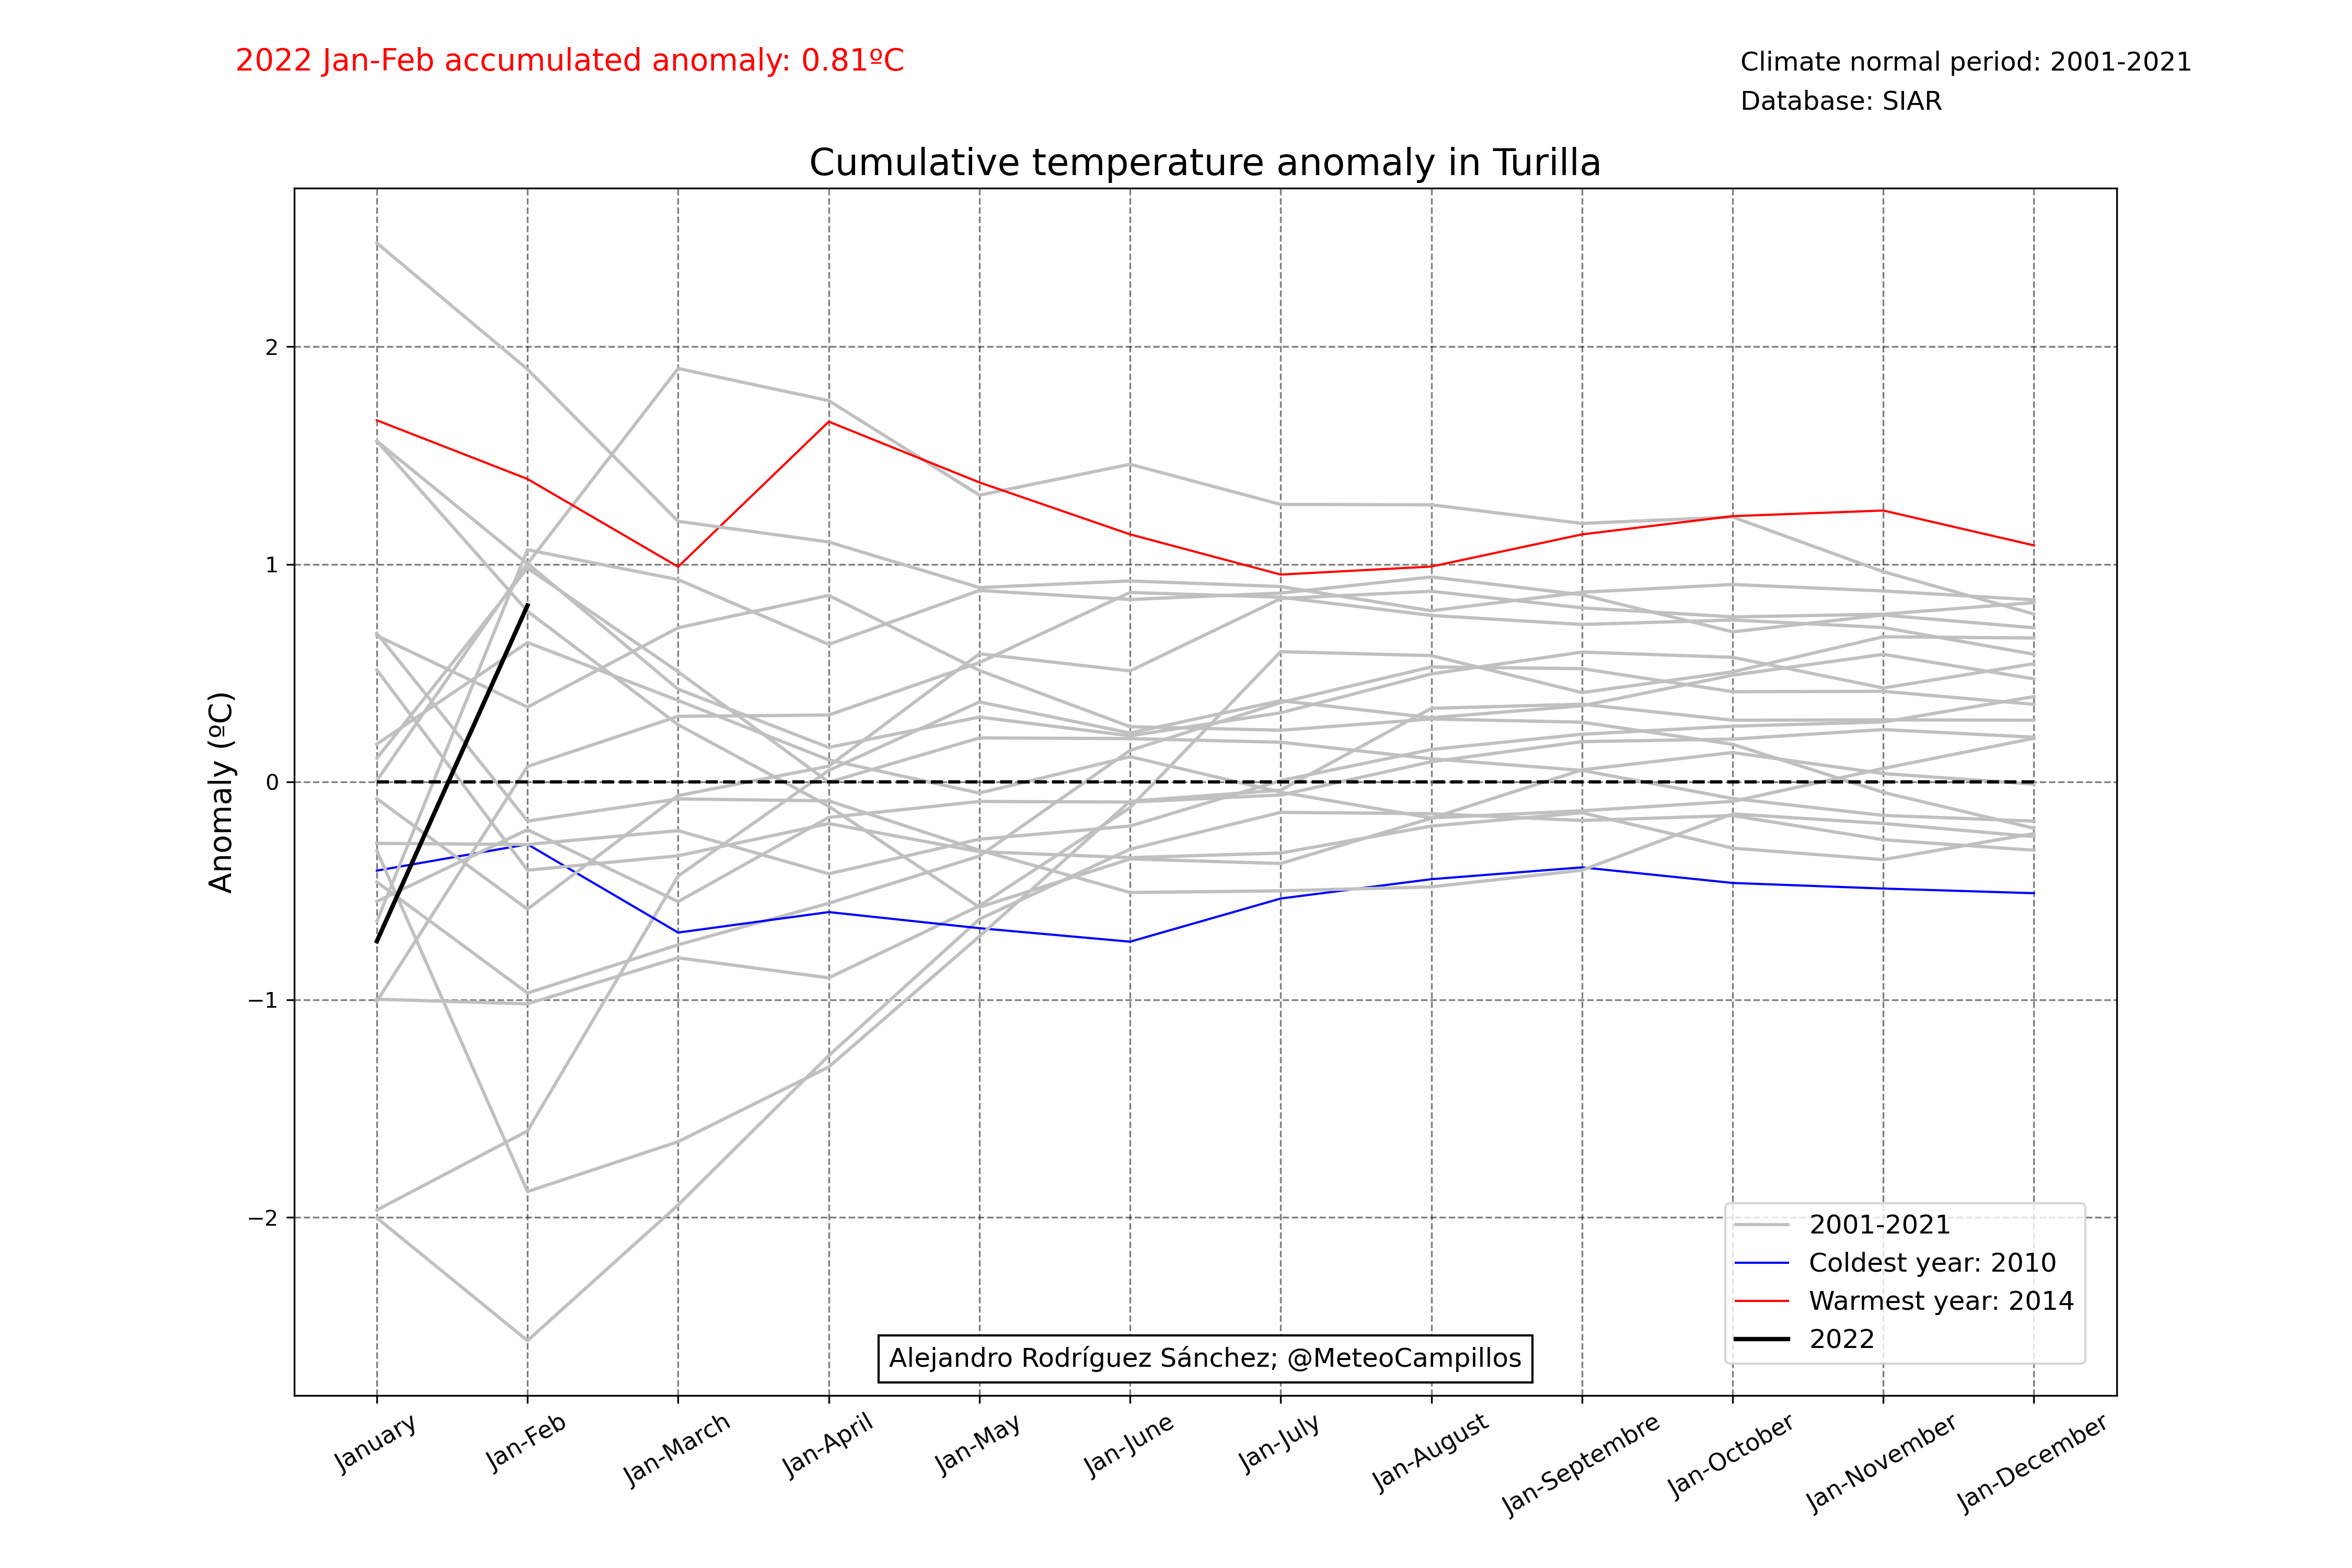 2022 Jan-Feb accumulated anomaly: 0.81ºC
Climate normal period: 2001-2021
Database: SIAR
Cumulative temperature anomaly in Turilla
Anomaly (ºC)
2
1
0
−1
−2
2001-2021
Coldest year: 2010
Warmest year: 2014
2022
Alejandro Rodríguez Sánchez; @MeteoCampillos
January
Jan-Feb
Jan-March
Jan-April
Jan-May
Jan-June
Jan-July
Jan-August
Jan-Septembre
Jan-October
Jan-November
Jan-December